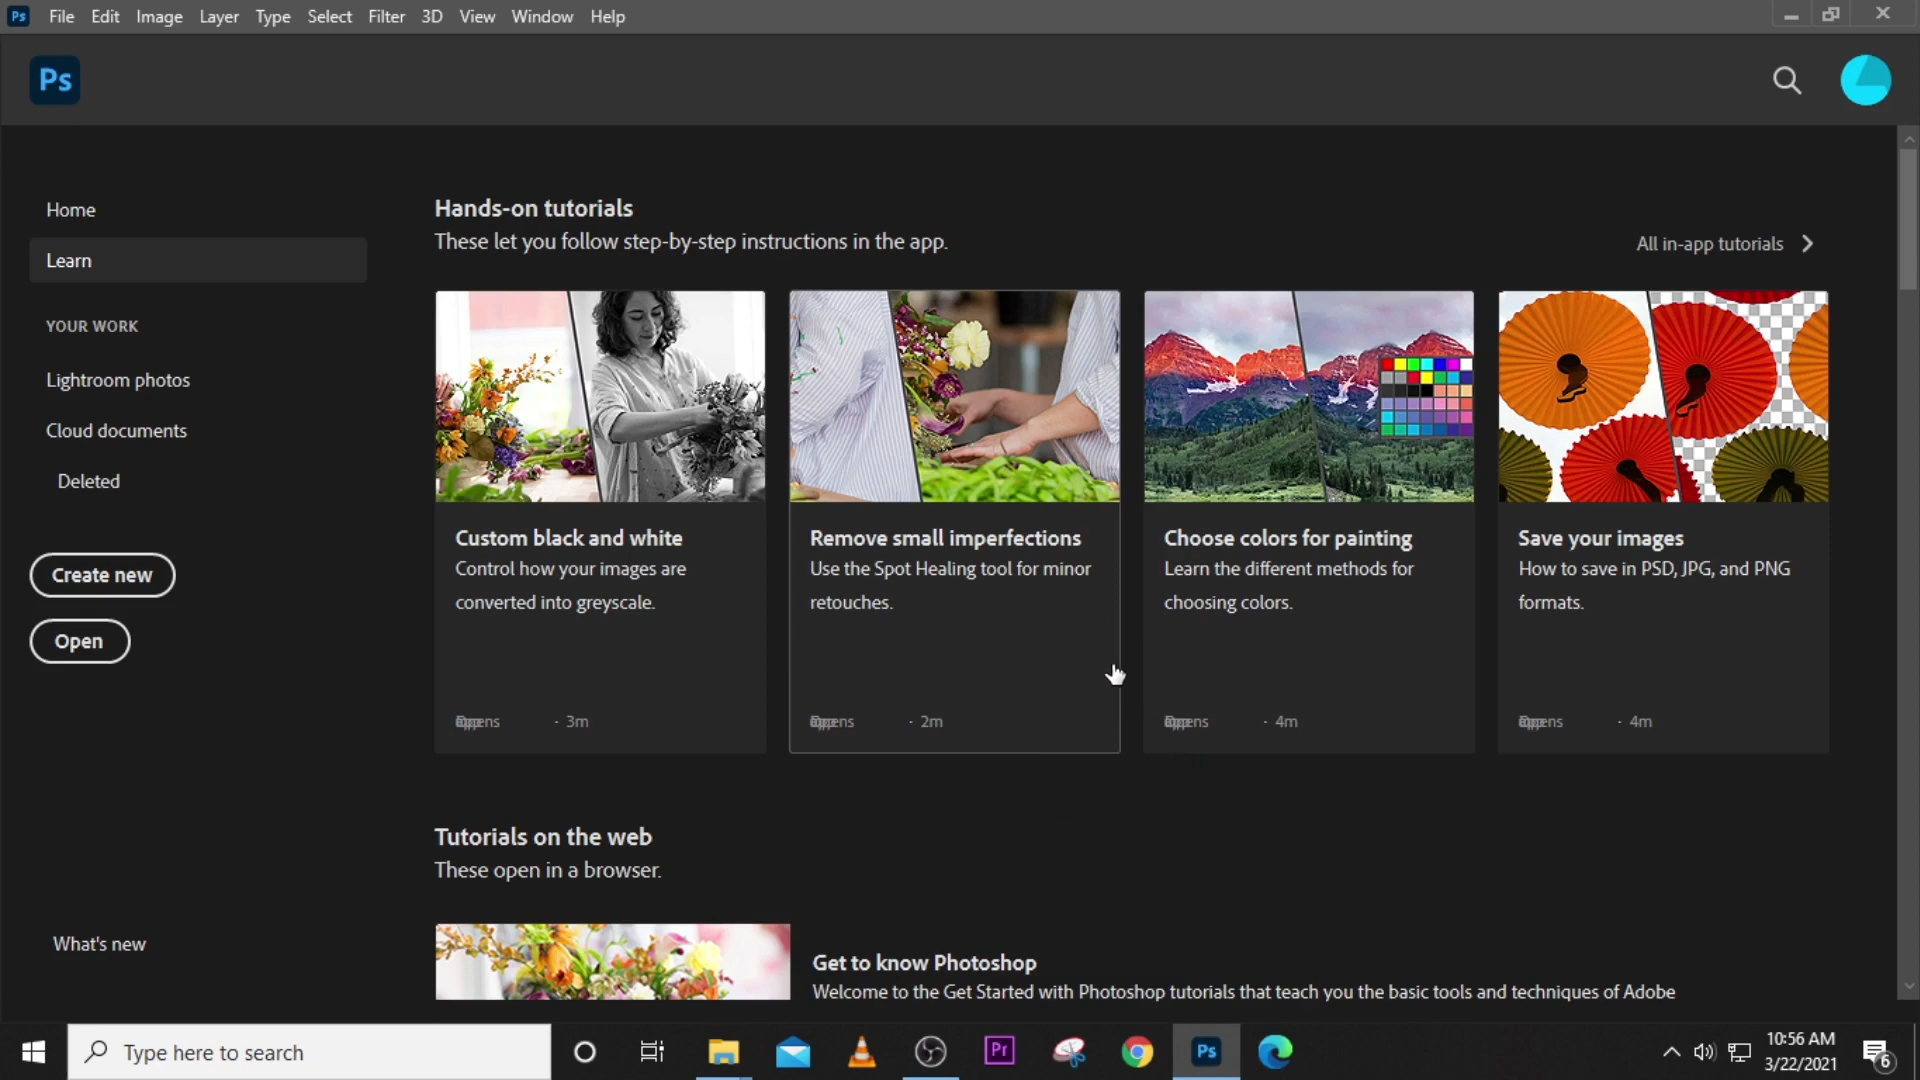 Ps File Edit Image Layer Type Select Filter 3D View Window Help
Ps
Home
Learn
YOUR WORK
Lightroom photos
Cloud documents
Deleted
Create new
Open
What's new
Hands-on tutorials
These let you follow step-by-step instructions in the app.
All in-app tutorials
Custom black and white
Control how your images are
converted into greyscale.
· 3m
Remove small imperfections
Use the Spot Healing tool for minor
retouches.
· 2m
Choose colors for painting
Learn the different methods for
choosing colors.
· 4m
Save your images
How to save in PSD, JPG, and PNG
formats.
· 4m
Tutorials on the web
These open in a browser.
Get to know Photoshop
Welcome to the Get Started with Photoshop tutorials that teach you the basic tools and techniques of Adobe
Type here to search
Pr
Ps
10:56 AM
3/22/2021
6